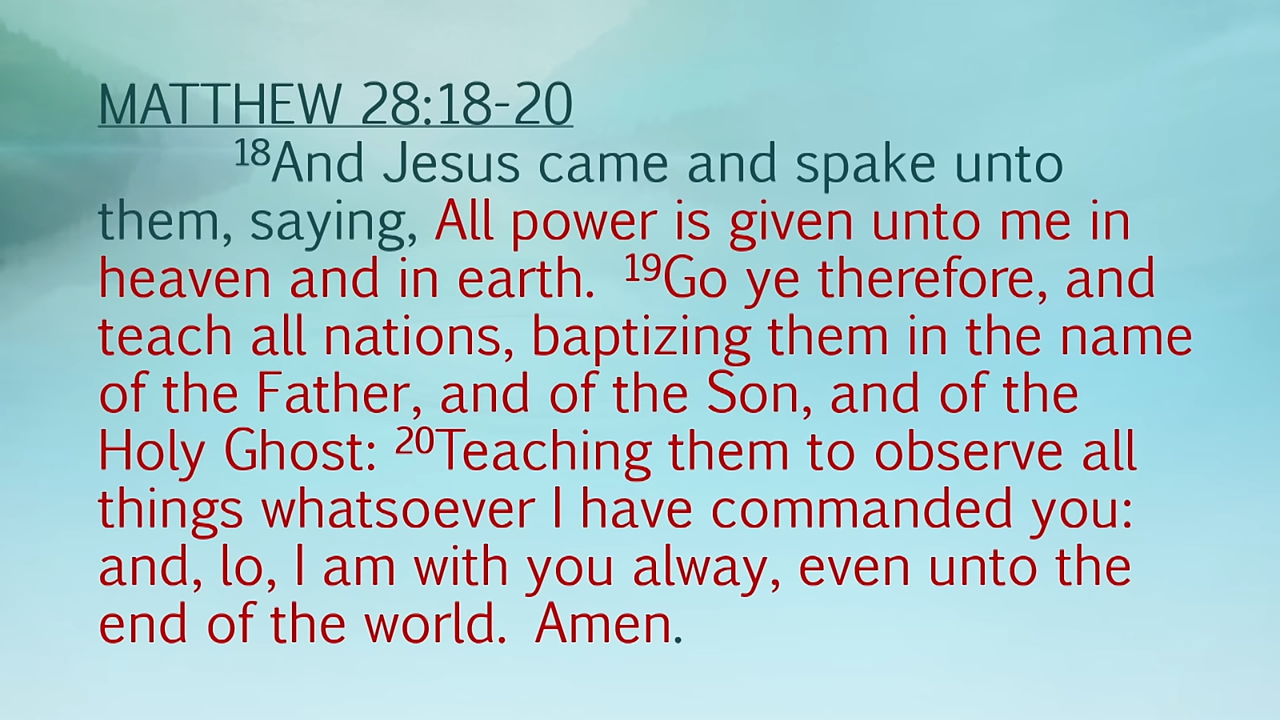 MATTHEW 28:18-20
¹⁸And Jesus came and spake unto
them, saying, All power is given unto me in
heaven and in earth. ¹⁹Go ye therefore, and
teach all nations, baptizing them in the name
of the Father, and of the Son, and of the
Holy Ghost: ²⁰Teaching them to observe all
things whatsoever I have commanded you:
and, lo, I am with you alway, even unto the
end of the world. Amen.